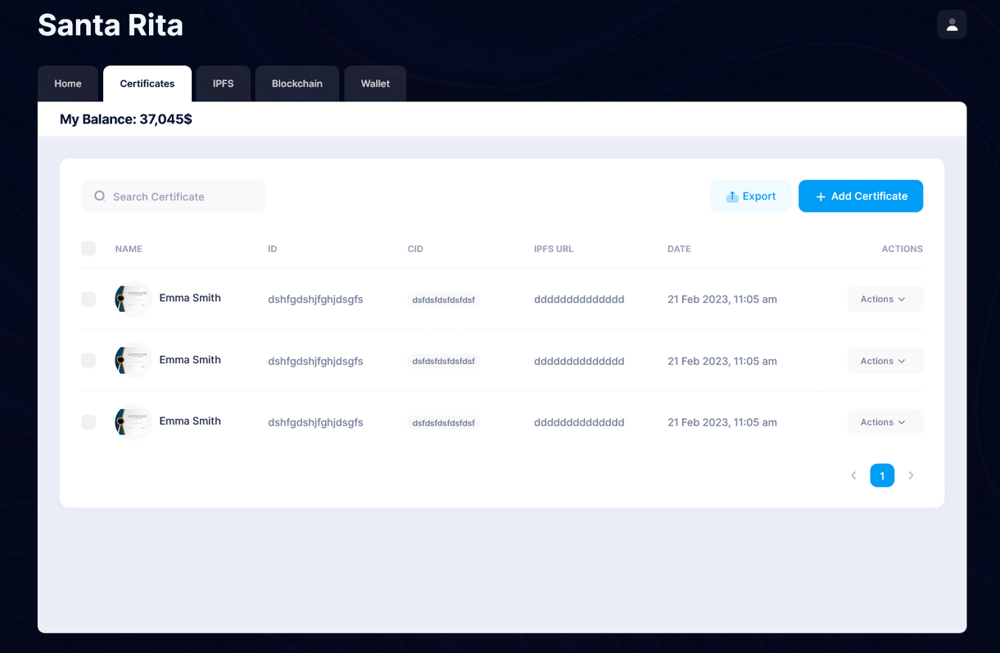 Santa Rita
Home Certificates IPFS Blockchain Wallet
My Balance: 37,045$
Search Certificate Export Add Certificate
NAME ID CID IPFS URL DATE ACTIONS
Emma Smith dshfgdshjfghjdsgfs dsfdsfdsfdsfdsf dddddddddddddd 21 Feb 2023, 11:05 am Actions
Emma Smith dshfgdshjfghjdsgfs dsfdsfdsfdsfdsf dddddddddddddd 21 Feb 2023, 11:05 am Actions
Emma Smith dshfgdshjfghjdsgfs dsfdsfdsfdsfdsf dddddddddddddd 21 Feb 2023, 11:05 am Actions
1